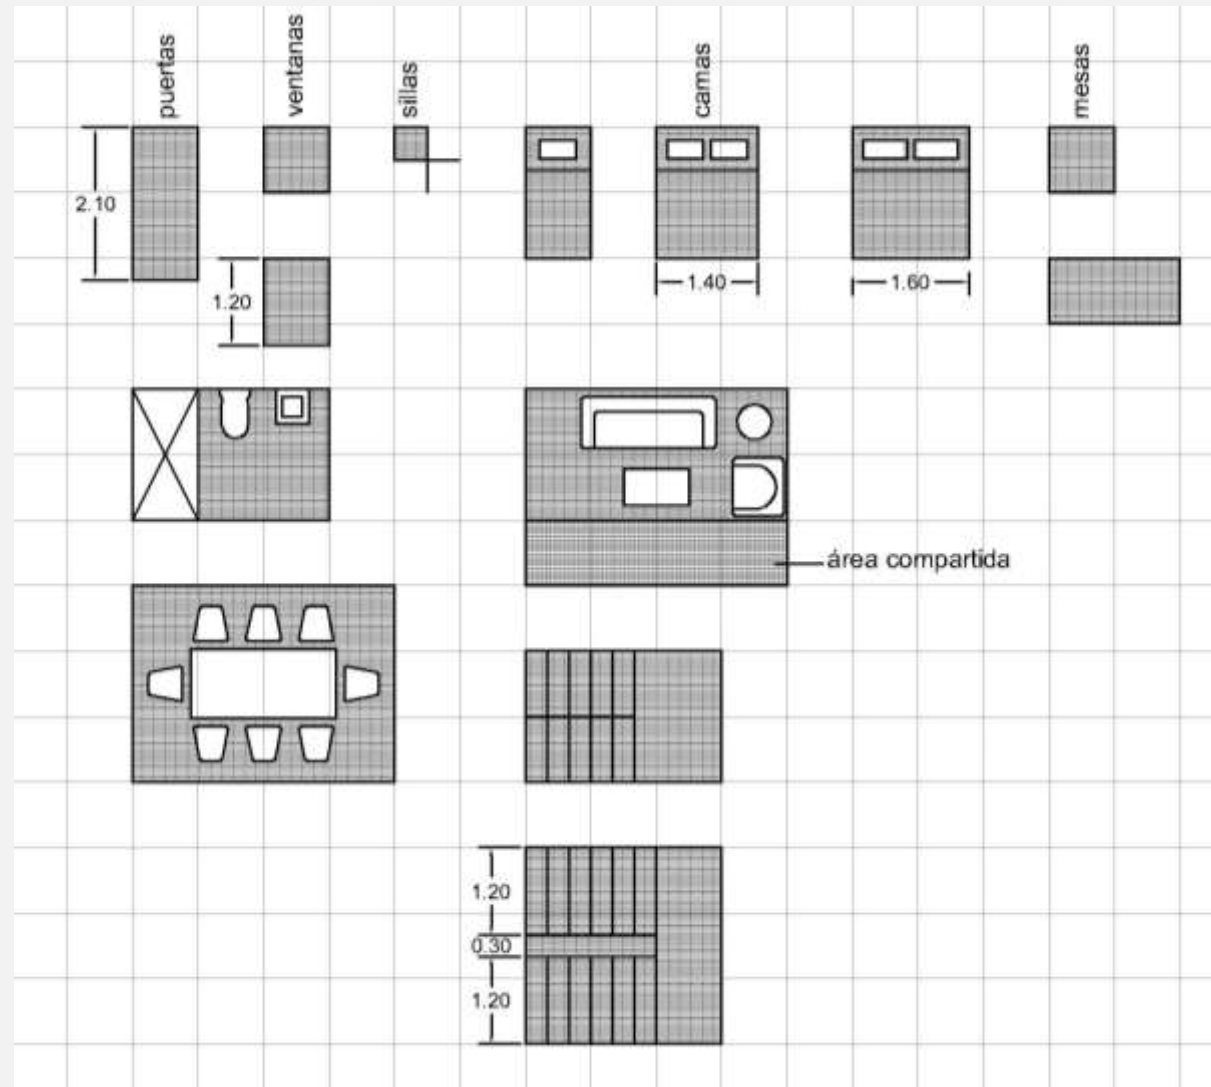 puertas
ventanas
sillas
camas
mesas
2.10
1.20
1.40
1.60
área compartida
1.20
0.30
1.20